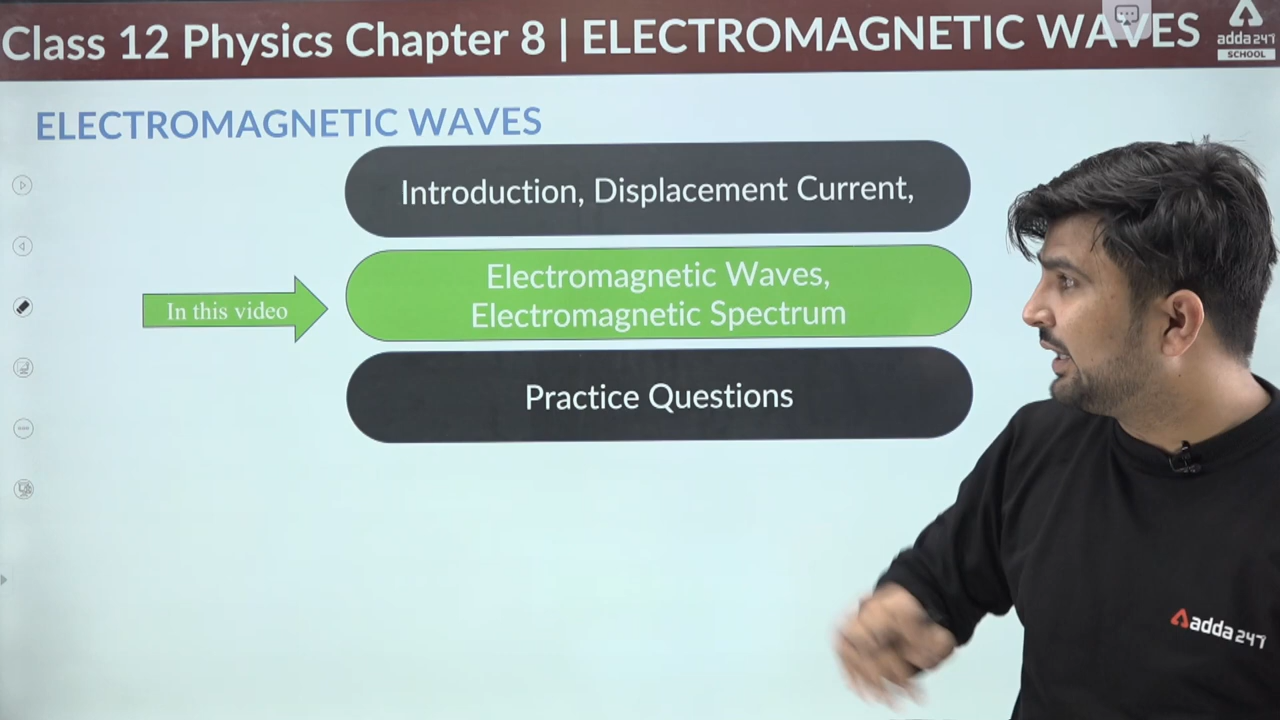 Class 12 Physics Chapter 8 | ELECTROMAGNETIC WAVES
adda247
SCHOOL
ELECTROMAGNETIC WAVES
Introduction, Displacement Current,
In this video
Electromagnetic Waves,
Electromagnetic Spectrum
Practice Questions
adda247